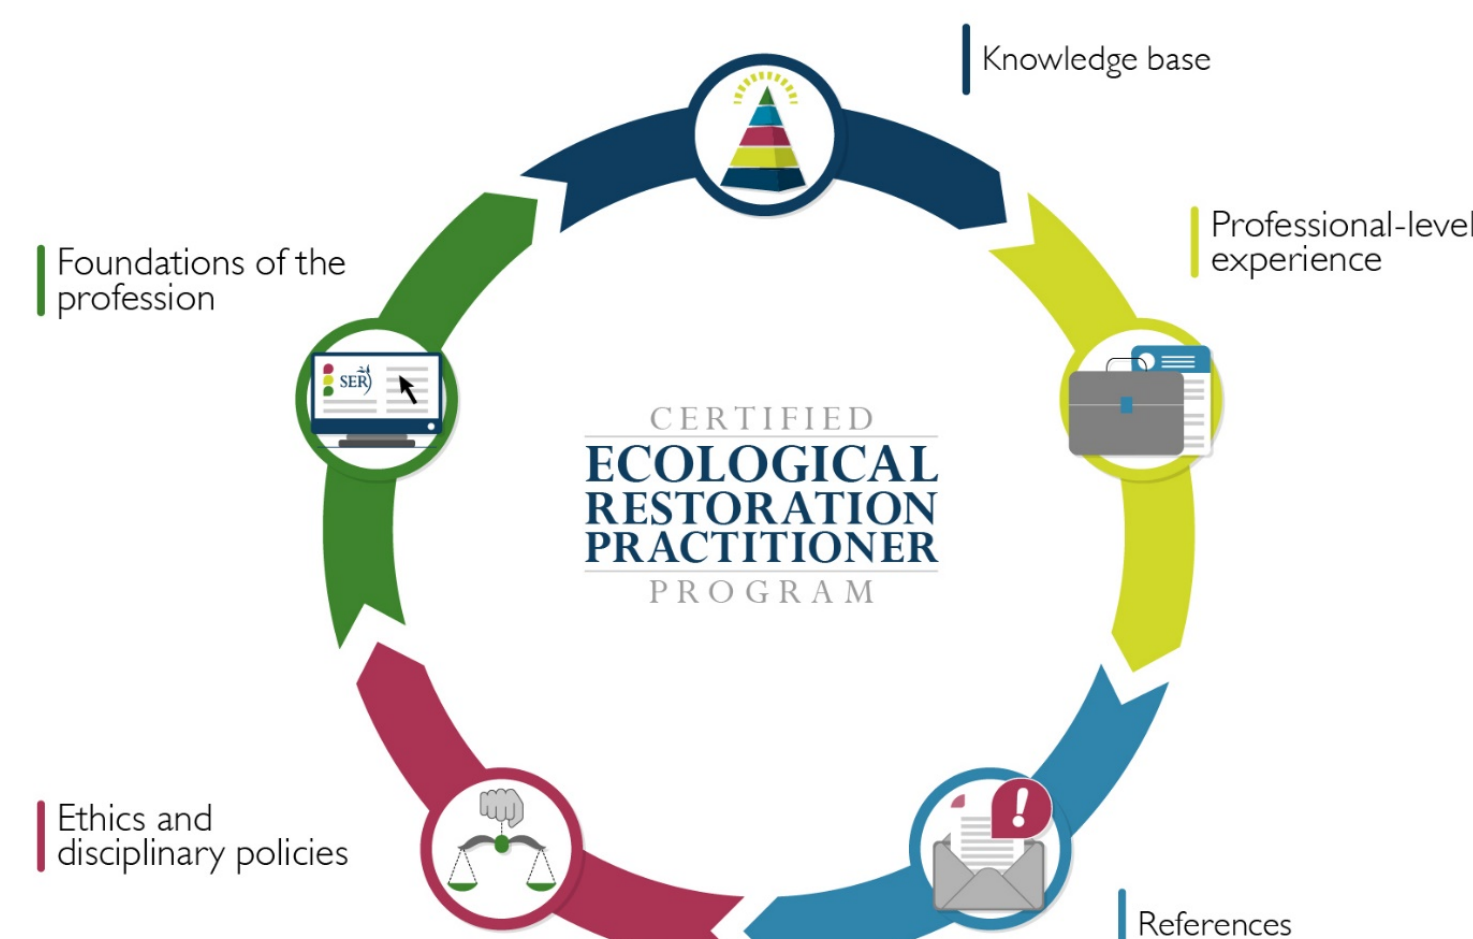 Knowledge base
Professional-level
experience
Foundations of the
profession
SER
CERTIFIED
ECOLOGICAL
RESTORATION
PRACTITIONER
PROGRAM
!
Ethics and
disciplinary policies
References